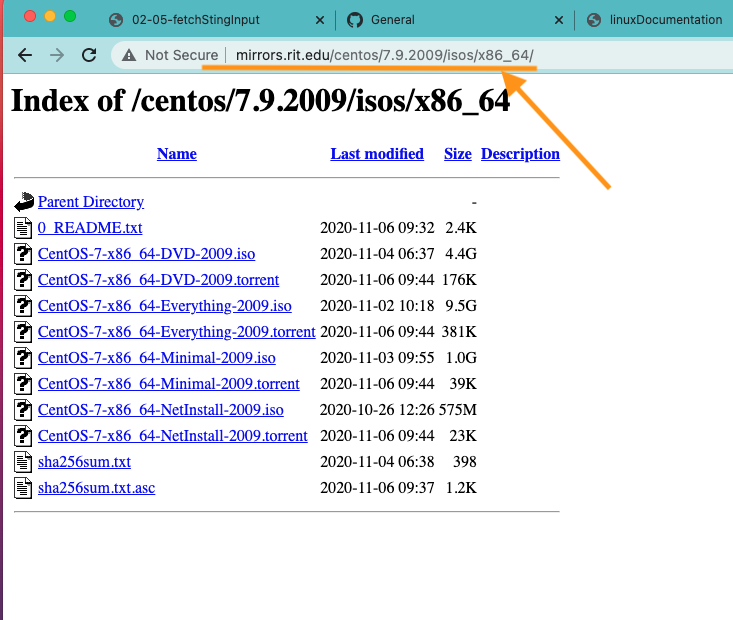 02-05-fetchStingInput × General × linuxDocumentation
Not Secure mirrors.rit.edu/centos/7.9.2009/isos/x86_64/
Index of /centos/7.9.2009/isos/x86_64
Name Last modified Size Description
Parent Directory -
0_README.txt 2020-11-06 09:32 2.4K
CentOS-7-x86_64-DVD-2009.iso 2020-11-04 06:37 4.4G
CentOS-7-x86_64-DVD-2009.torrent 2020-11-06 09:44 176K
CentOS-7-x86_64-Everything-2009.iso 2020-11-02 10:18 9.5G
CentOS-7-x86_64-Everything-2009.torrent 2020-11-06 09:44 381K
CentOS-7-x86_64-Minimal-2009.iso 2020-11-03 09:55 1.0G
CentOS-7-x86_64-Minimal-2009.torrent 2020-11-06 09:44 39K
CentOS-7-x86_64-NetInstall-2009.iso 2020-10-26 12:26 575M
CentOS-7-x86_64-NetInstall-2009.torrent 2020-11-06 09:44 23K
sha256sum.txt 2020-11-04 06:38 398
sha256sum.txt.asc 2020-11-06 09:37 1.2K